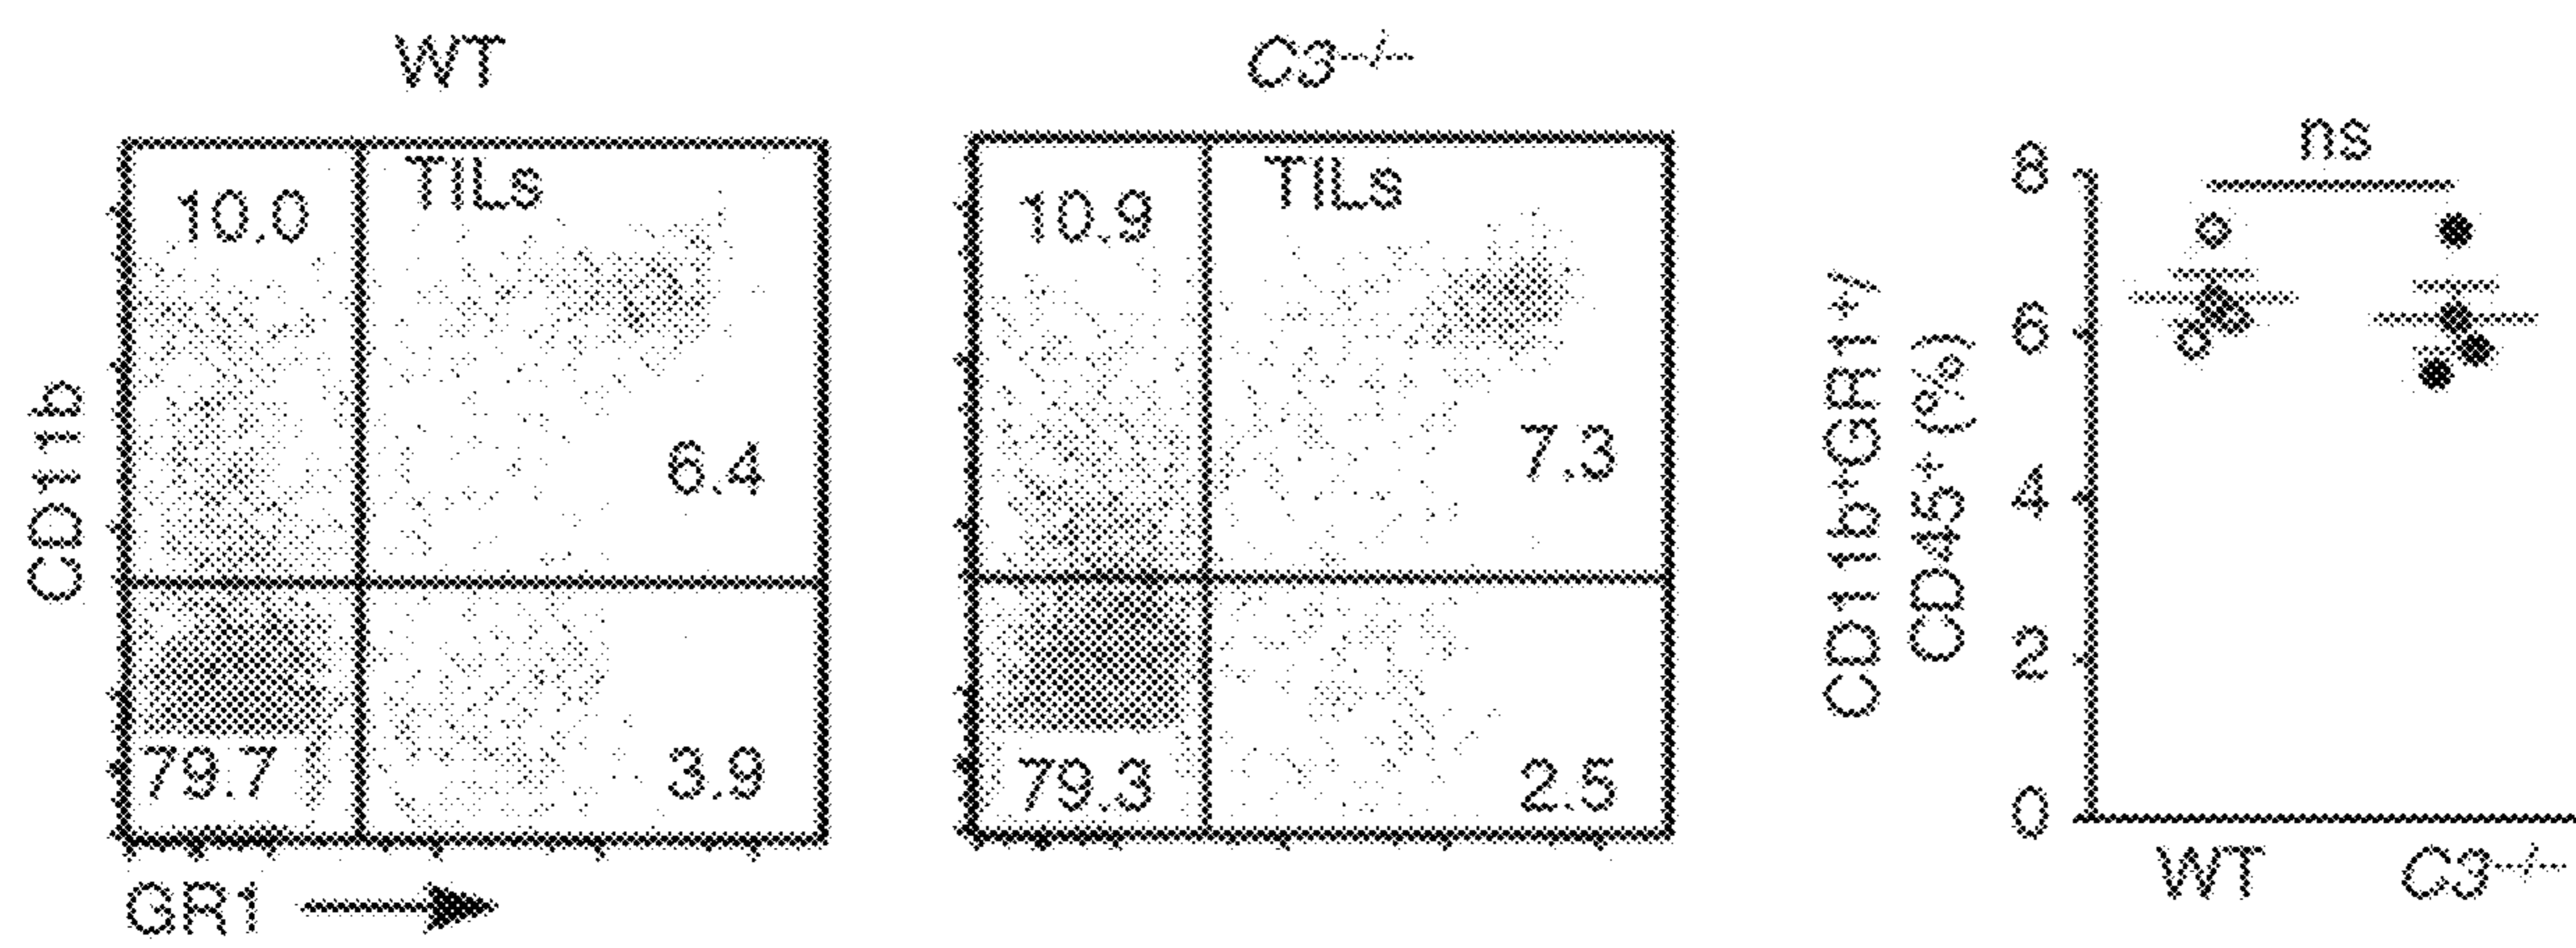 WT
C3−/−
TILs
10.0
6.4
79.7
3.9
CD11b
GR1
TILs
10.9
7.3
79.3
2.5
CD11b⁺GR1⁺/
CD45⁺ (%)
ns
8
6
4
2
0
WT
C3−/−